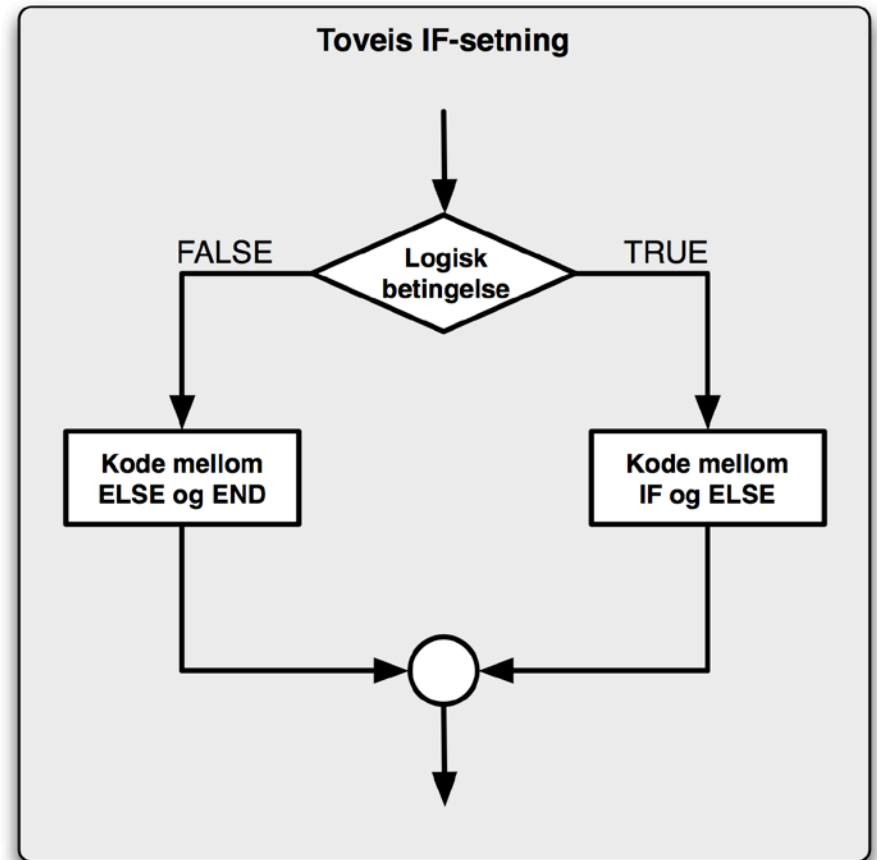 Toveis IF-setning
FALSE
TRUE
Logisk
betingelse
Kode mellom
ELSE og END
Kode mellom
IF og ELSE